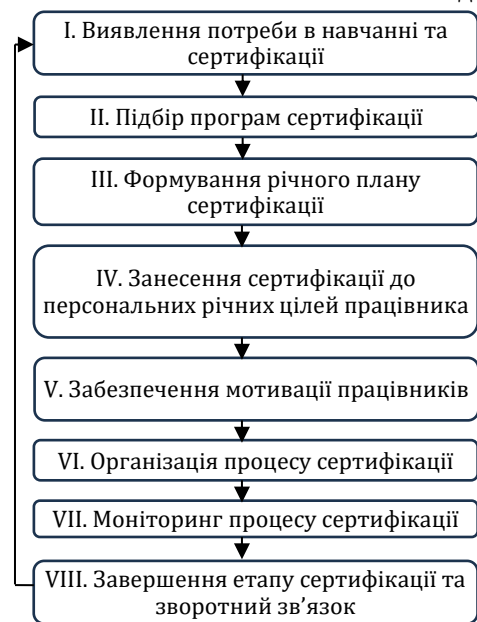 І. Виявлення потреби в навчанні та
сертифікації
ІІ. Підбір програм сертифікації
ІІІ. Формування річного плану
сертифікації
IV. Занесення сертифікації до
персональних річних цілей працівника
V. Забезпечення мотивації працівників
VI. Організація процесу сертифікації
VII. Моніторинг процесу сертифікації
VIII. Завершення етапу сертифікації та
зворотний зв’язок